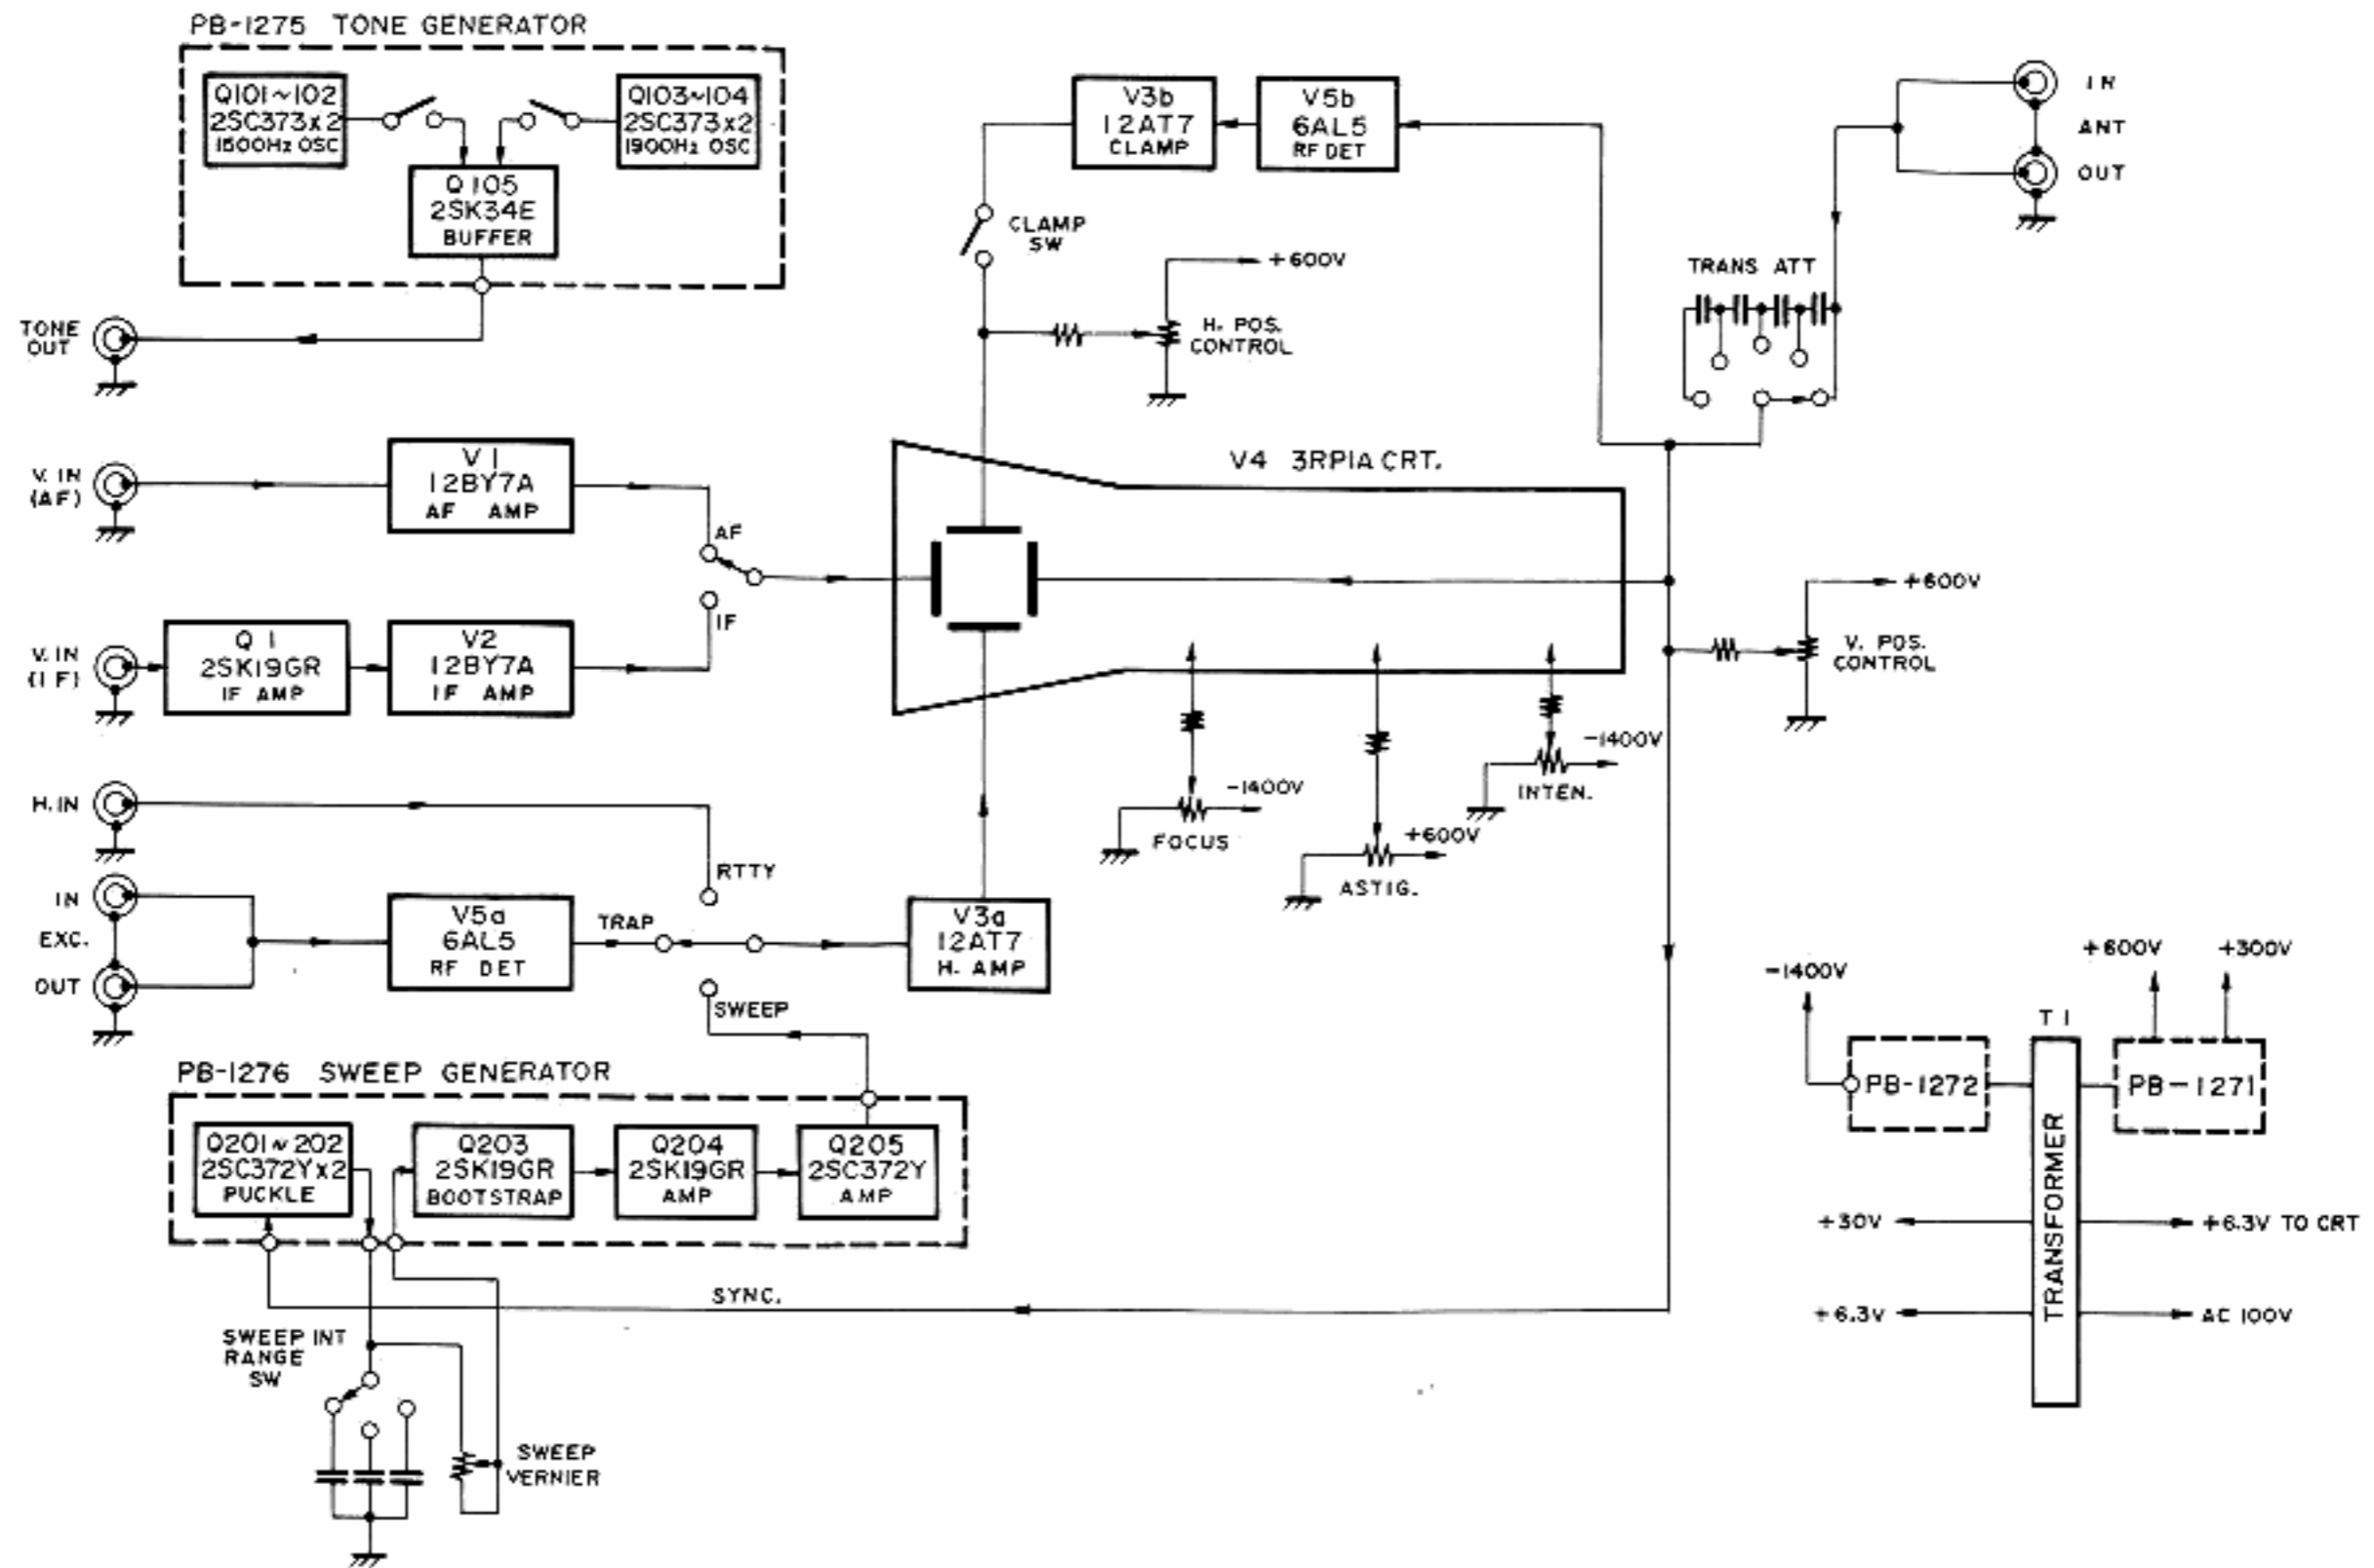 PB-1275 TONE GENERATOR
Q101~102
2SC373x2
1500Hz OSC
Q103~104
2SC373x2
1900Hz OSC
Q105
2SK34E
BUFFER
TONE
OUT
V3b
12AT7
CLAMP
V5b
6AL5
RF DET
CLAMP
SW
+600V
H. POS.
CONTROL
IN
ANT
OUT
TRANS ATT
V. IN
(AF)
V1
12BY7A
AF AMP
AF
V4 3RP1A CRT.
V. IN
(IF)
Q1
2SK19GR
IF AMP
V2
12BY7A
IF AMP
IF
+600V
V. POS.
CONTROL
-1400V
FOCUS
+600V
ASTIG.
-1400V
INTEN.
H.IN
RTTY
IN
EXC.
OUT
V5a
6AL5
RF DET
TRAP
V3a
12AT7
H. AMP
SWEEP
PB-1276 SWEEP GENERATOR
Q201~202
2SC372Yx2
PUCKLE
Q203
2SK19GR
BOOTSTRAP
Q204
2SK19GR
AMP
Q205
2SC372Y
AMP
SYNC.
SWEEP INT
RANGE
SW
SWEEP
VERNIER
-1400V
+600V
+300V
T1
PB-1272
PB-1271
TRANSFORMER
+30V
+6.3V TO CRT
+6.3V
AC 100V